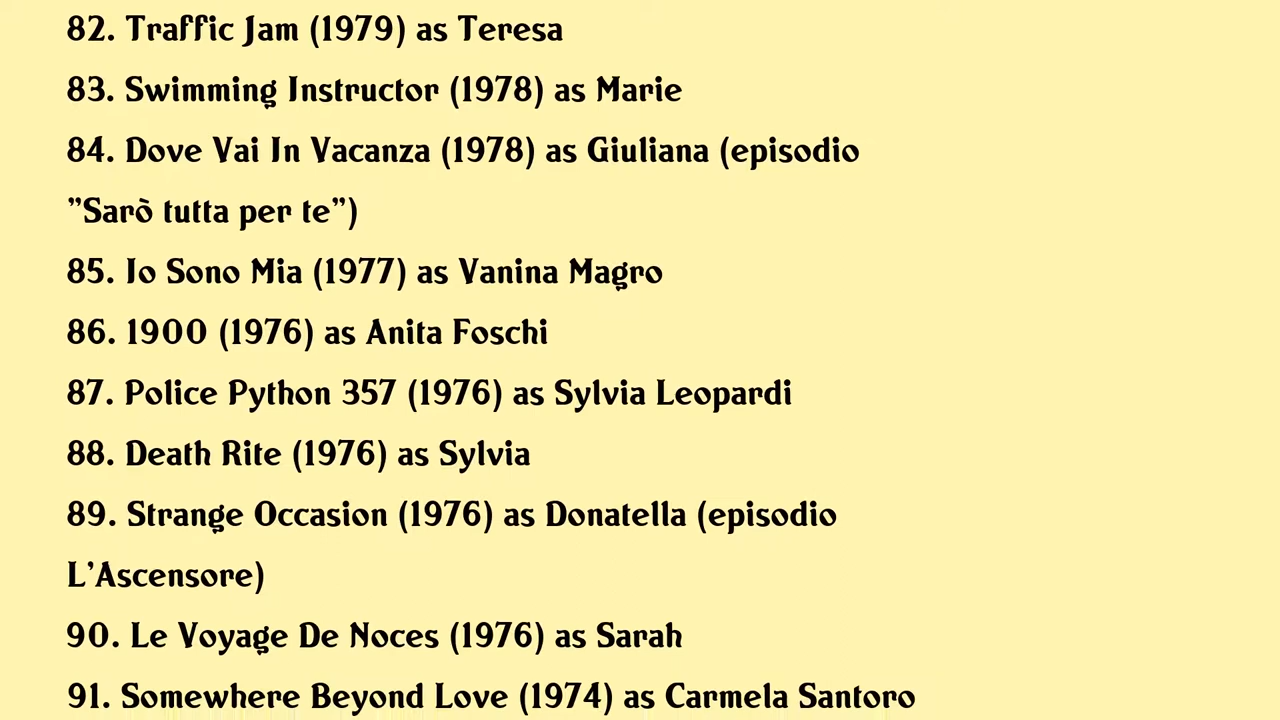 82. Traffic Jam (1979) as Teresa
83. Swimming Instructor (1978) as Marie
84. Dove Vai In Vacanza (1978) as Giuliana (episodio
”Sarò tutta per te”)
85. Io Sono Mia (1977) as Vanina Magro
86. 1900 (1976) as Anita Foschi
87. Police Python 357 (1976) as Sylvia Leopardi
88. Death Rite (1976) as Sylvia
89. Strange Occasion (1976) as Donatella (episodio
L’Ascensore)
90. Le Voyage De Noces (1976) as Sarah
91. Somewhere Beyond Love (1974) as Carmela Santoro